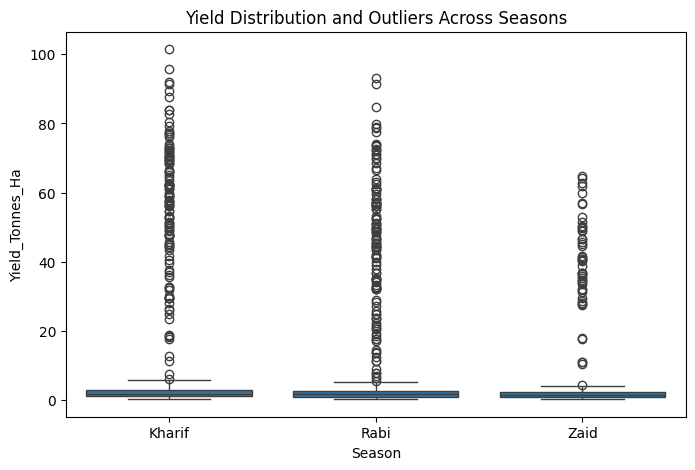 Yield Distribution and Outliers Across Seasons
Yield_Tonnes_Ha
100
80
60
40
20
0
Kharif Rabi Zaid
Season